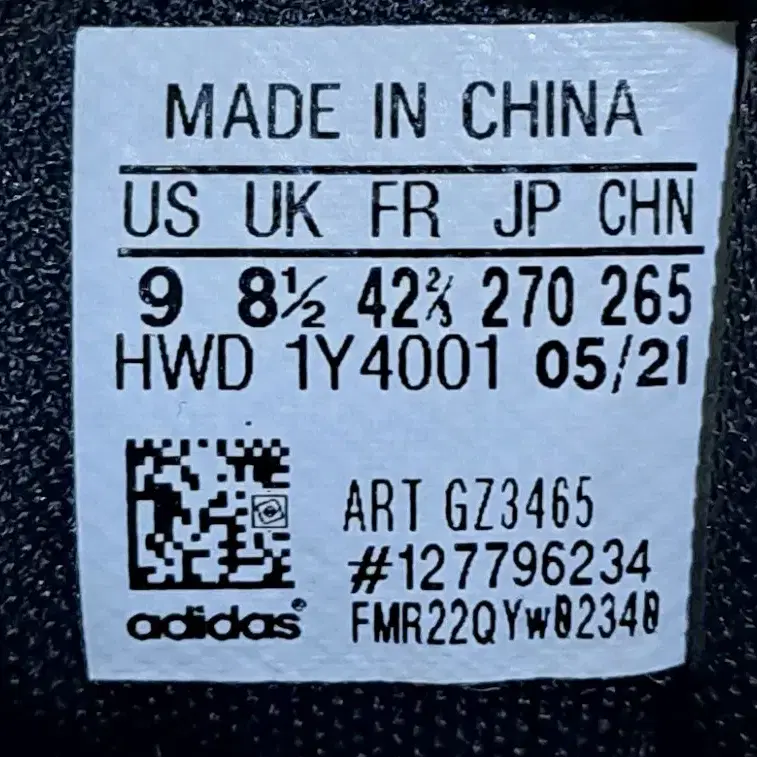 MADE IN CHINA
US UK FR JP CHN
9 8½ 42⅔ 270 265
HWD 1Y4001 05/21
ART GZ3465
#127796234
adidas® FMR22QYw02340